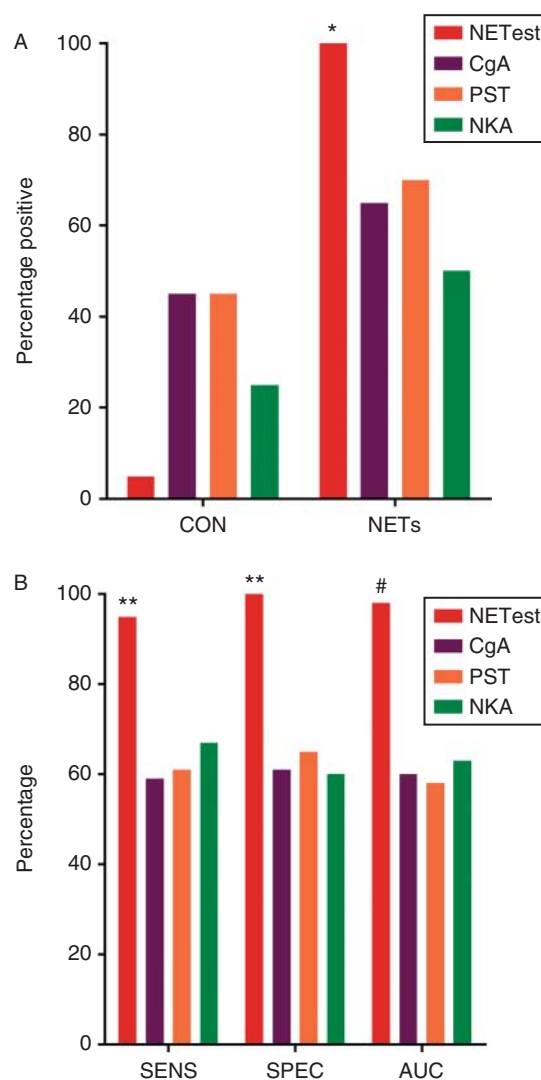 A
100
80
60
40
20
0
Percentage positive
*
NETest
CgA
PST
NKA
CON NETs
B
100
80
60
40
20
0
Percentage
** ** #
NETest
CgA
PST
NKA
SENS SPEC AUC